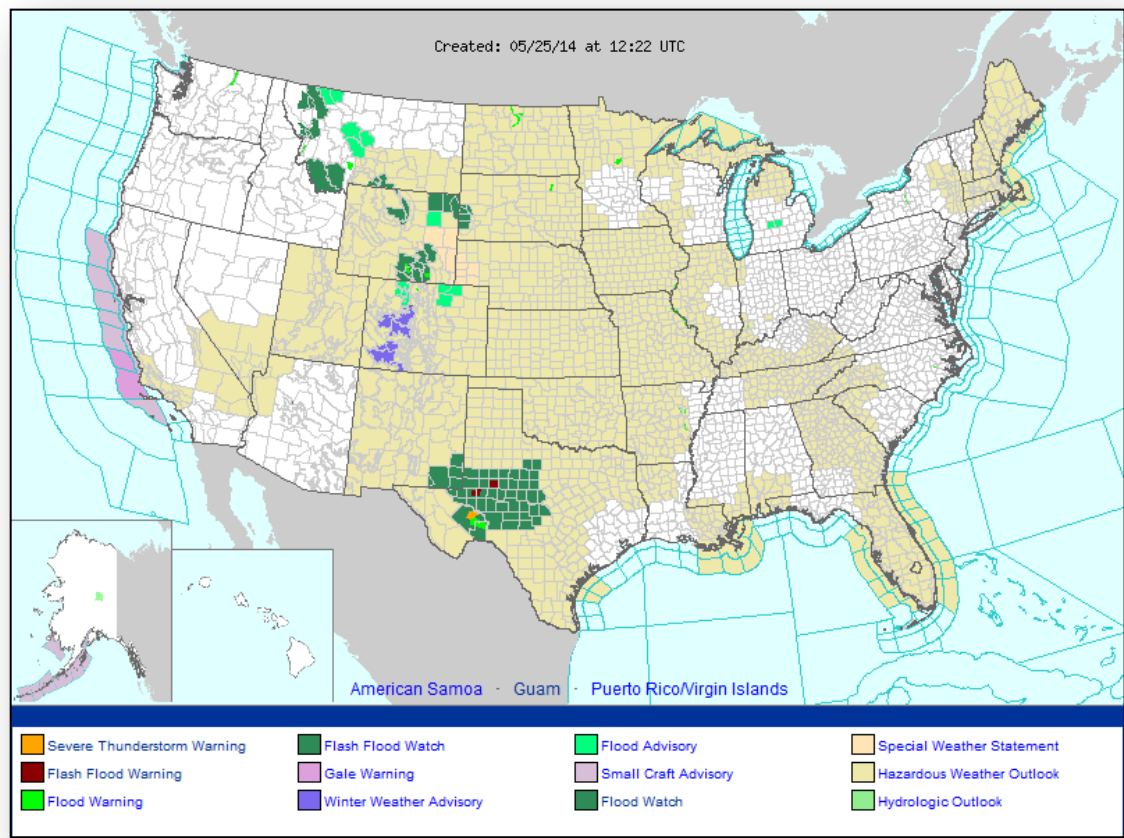 Created: 05/25/14 at 12:22 UTC
American Samoa · Guam · Puerto Rico/Virgin Islands
Severe Thunderstorm Warning
Flash Flood Watch
Flood Advisory
Special Weather Statement
Flash Flood Warning
Gale Warning
Small Craft Advisory
Hazardous Weather Outlook
Flood Warning
Winter Weather Advisory
Flood Watch
Hydrologic Outlook